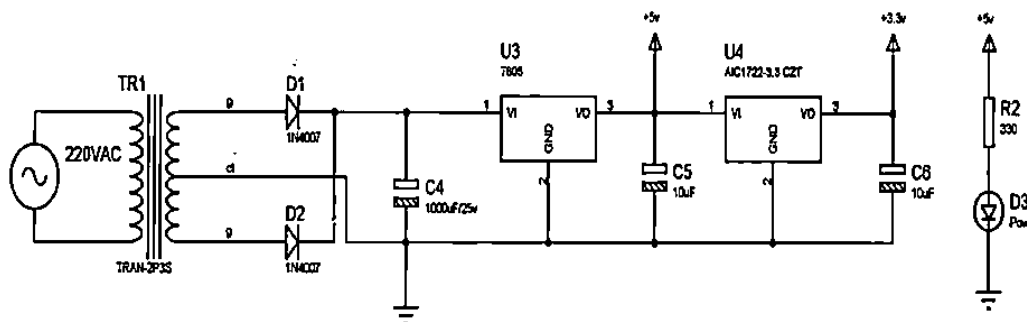 +5v
+3.3v
+5v
U3
7805
U4
AIC1722-3.3 CZT
TR1
D1
9
1
VI
VO
3
1
VI
VO
3
R2
330
220VAC
1N4007
GND
GND
cl
C4
1000uF/25v
2
C5
10uF
2
C6
10uF
D2
9
D3
Pow
1N4007
TRAN-2P3S